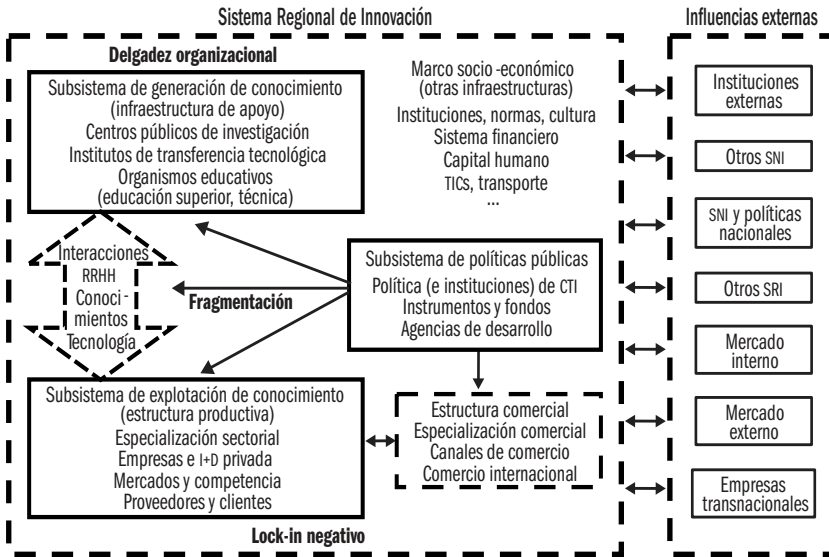 Sistema Regional de Innovación
Influencias externas
Delgadez organizacional
Subsistema de generación de conocimiento
(infraestructura de apoyo)
Centros públicos de investigación
Institutos de transferencia tecnológica
Organismos educativos
(educación superior, técnica)
Marco socio-económico
(otras infraestructuras)
Instituciones, normas, cultura
Sistema financiero
Capital humano
TICs, transporte
...
Interacciones
RRHH
Conoci-
mientos
Tecnología
Fragmentación
Subsistema de políticas públicas
Política (e instituciones) de CTI
Instrumentos y fondos
Agencias de desarrollo
Subsistema de explotación de conocimiento
(estructura productiva)
Especialización sectorial
Empresas e I+D privada
Mercados y competencia
Proveedores y clientes
Estructura comercial
Especialización comercial
Canales de comercio
Comercio internacional
Lock-in negativo
Instituciones
externas
Otros SNI
SNI y políticas
nacionales
Otros SRI
Mercado
interno
Mercado
externo
Empresas
transnacionales